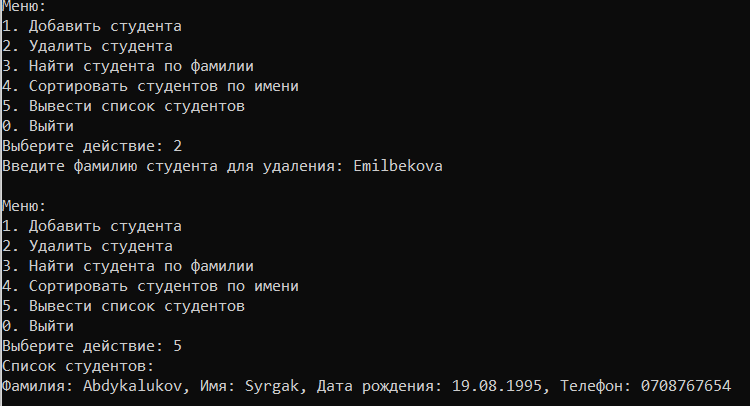 Меню:
1. Добавить студента
2. Удалить студента
3. Найти студента по фамилии
4. Сортировать студентов по имени
5. Вывести список студентов
0. Выйти
Выберите действие: 2
Введите фамилию студента для удаления: Emilbekova
Меню:
1. Добавить студента
2. Удалить студента
3. Найти студента по фамилии
4. Сортировать студентов по имени
5. Вывести список студентов
0. Выйти
Выберите действие: 5
Список студентов:
Фамилия: Abdykalukov, Имя: Syrgak, Дата рождения: 19.08.1995, Телефон: 0708767654